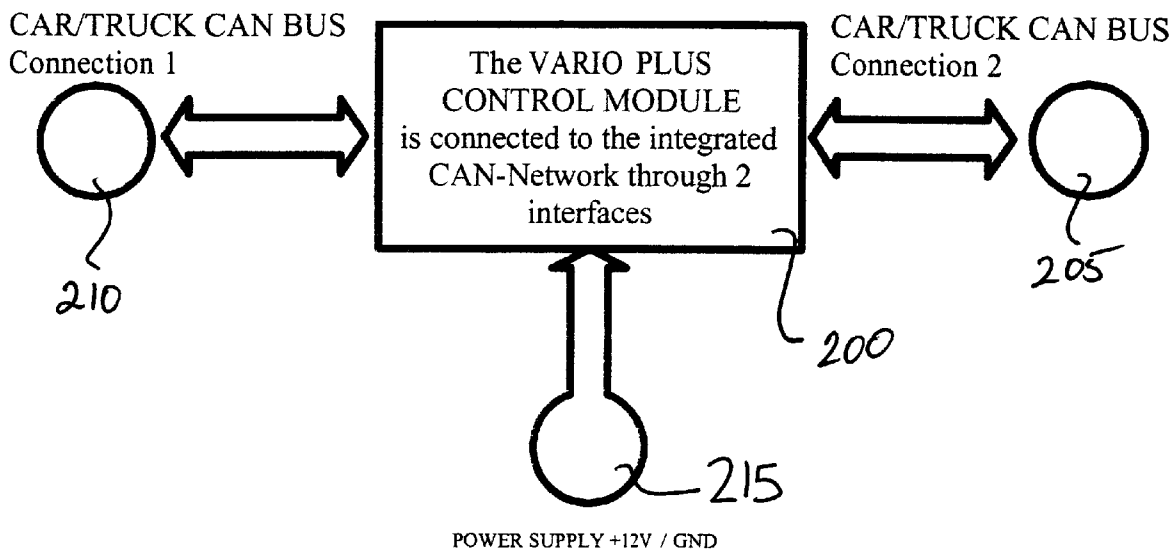 CAR/TRUCK CAN BUS
Connection 1
The VARIO PLUS
CONTROL MODULE
is connected to the integrated
CAN-Network through 2
interfaces
CAR/TRUCK CAN BUS
Connection 2
210
205
200
215
POWER SUPPLY +12V / GND